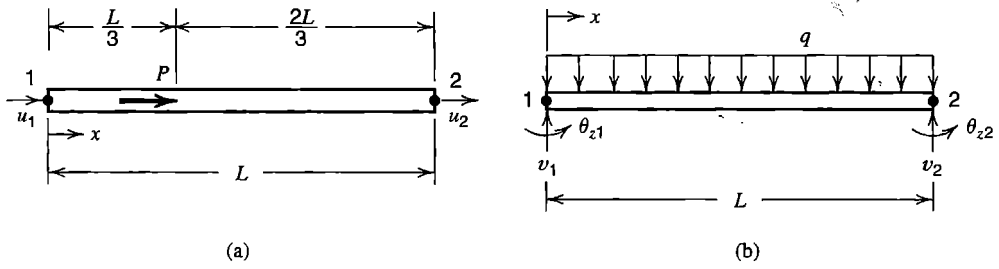 L/3
2L/3
P
1
2
u₁
u₂
x
L
(a)
x
q
1
2
θz1
θz2
v₁
v₂
L
(b)